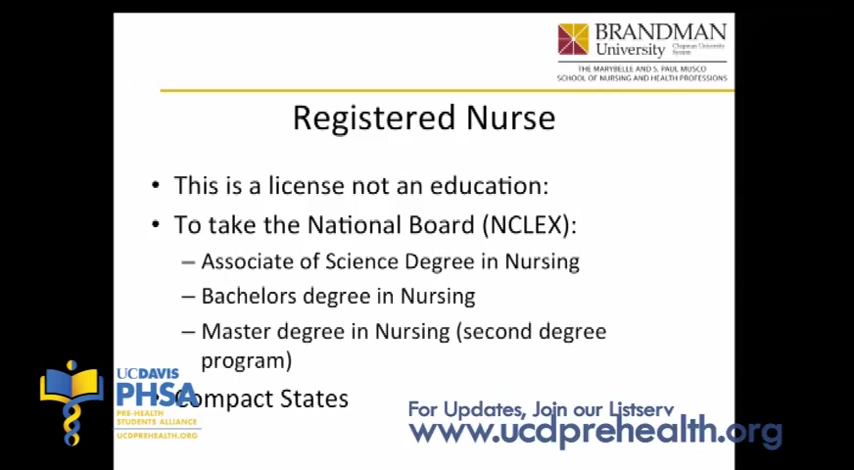 BRANDMAN
University Chapman University
System
THE MARYBELLE AND S. PAUL MUSCO
SCHOOL OF NURSING AND HEALTH PROFESSIONS
Registered Nurse
• This is a license not an education:
• To take the National Board (NCLEX):
– Associate of Science Degree in Nursing
– Bachelors degree in Nursing
– Master degree in Nursing (second degree
program)
• Compact States
UCDAVIS
PHSA
PRE-HEALTH
STUDENTS ALLIANCE
UCDPREHEALTH.ORG
For Updates, Join our Listserv
www.ucdprehealth.org